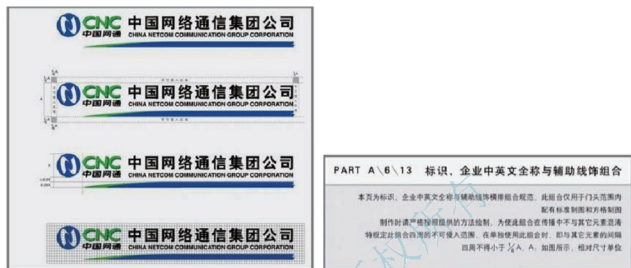 CNC 中国网通
中国网络通信集团公司
CHINA NETCOM COMMUNICATION GROUP CORPORATION
CNC 中国网通
中国网络通信集团公司
CHINA NETCOM COMMUNICATION GROUP CORPORATION
CNC 中国网通
中国网络通信集团公司
CHINA NETCOM COMMUNICATION GROUP CORPORATION
CNC 中国网通
中国网络通信集团公司
CHINA NETCOM COMMUNICATION GROUP CORPORATION
PART A\6\13 标识、企业中英文全称与辅助线饰组合
本页为标识、企业中英文全称与辅助线饰横排组合规范，此组合仅用于门头范围内
配有标准制图和方格制图
制作时请严格按照提供的方法绘制，为使此组合在传播中不与其它元素混淆
特规定此组合四周的不可侵入范围，在单独使用此组合时，即与其它元素的间隔
四周不得小于⅙A、A，如图所示，相对尺寸单位
版权所有